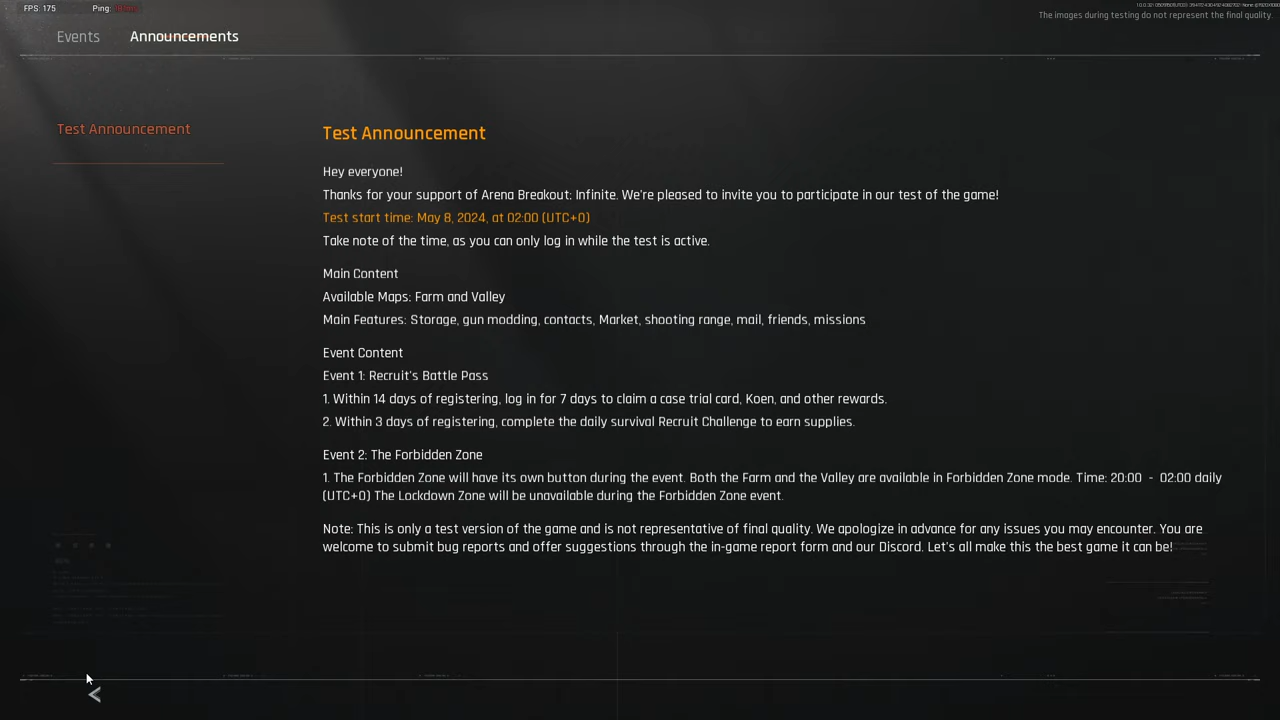 FPS: 175 Ping:
The images during testing do not represent the final quality
Events Announcements
Test Announcement
Test Announcement
Hey everyone!
Thanks for your support of Arena Breakout: Infinite. We're pleased to invite you to participate in our test of the game!
Test start time: May 8, 2024, at 02:00 (UTC+0)
Take note of the time, as you can only log in while the test is active.
Main Content
Available Maps: Farm and Valley
Main Features: Storage, gun modding, contacts, Market, shooting range, mail, friends, missions
Event Content
Event 1: Recruit's Battle Pass
1. Within 14 days of registering, log in for 7 days to claim a case trial card, Koen, and other rewards.
2. Within 3 days of registering, complete the daily survival Recruit Challenge to earn supplies.
Event 2: The Forbidden Zone
1. The Forbidden Zone will have its own button during the event. Both the Farm and the Valley are available in Forbidden Zone mode. Time: 20:00 - 02:00 daily
(UTC+0) The Lockdown Zone will be unavailable during the Forbidden Zone event.
Note: This is only a test version of the game and is not representative of final quality. We apologize in advance for any issues you may encounter. You are
welcome to submit bug reports and offer suggestions through the in-game report form and our Discord. Let's all make this the best game it can be!